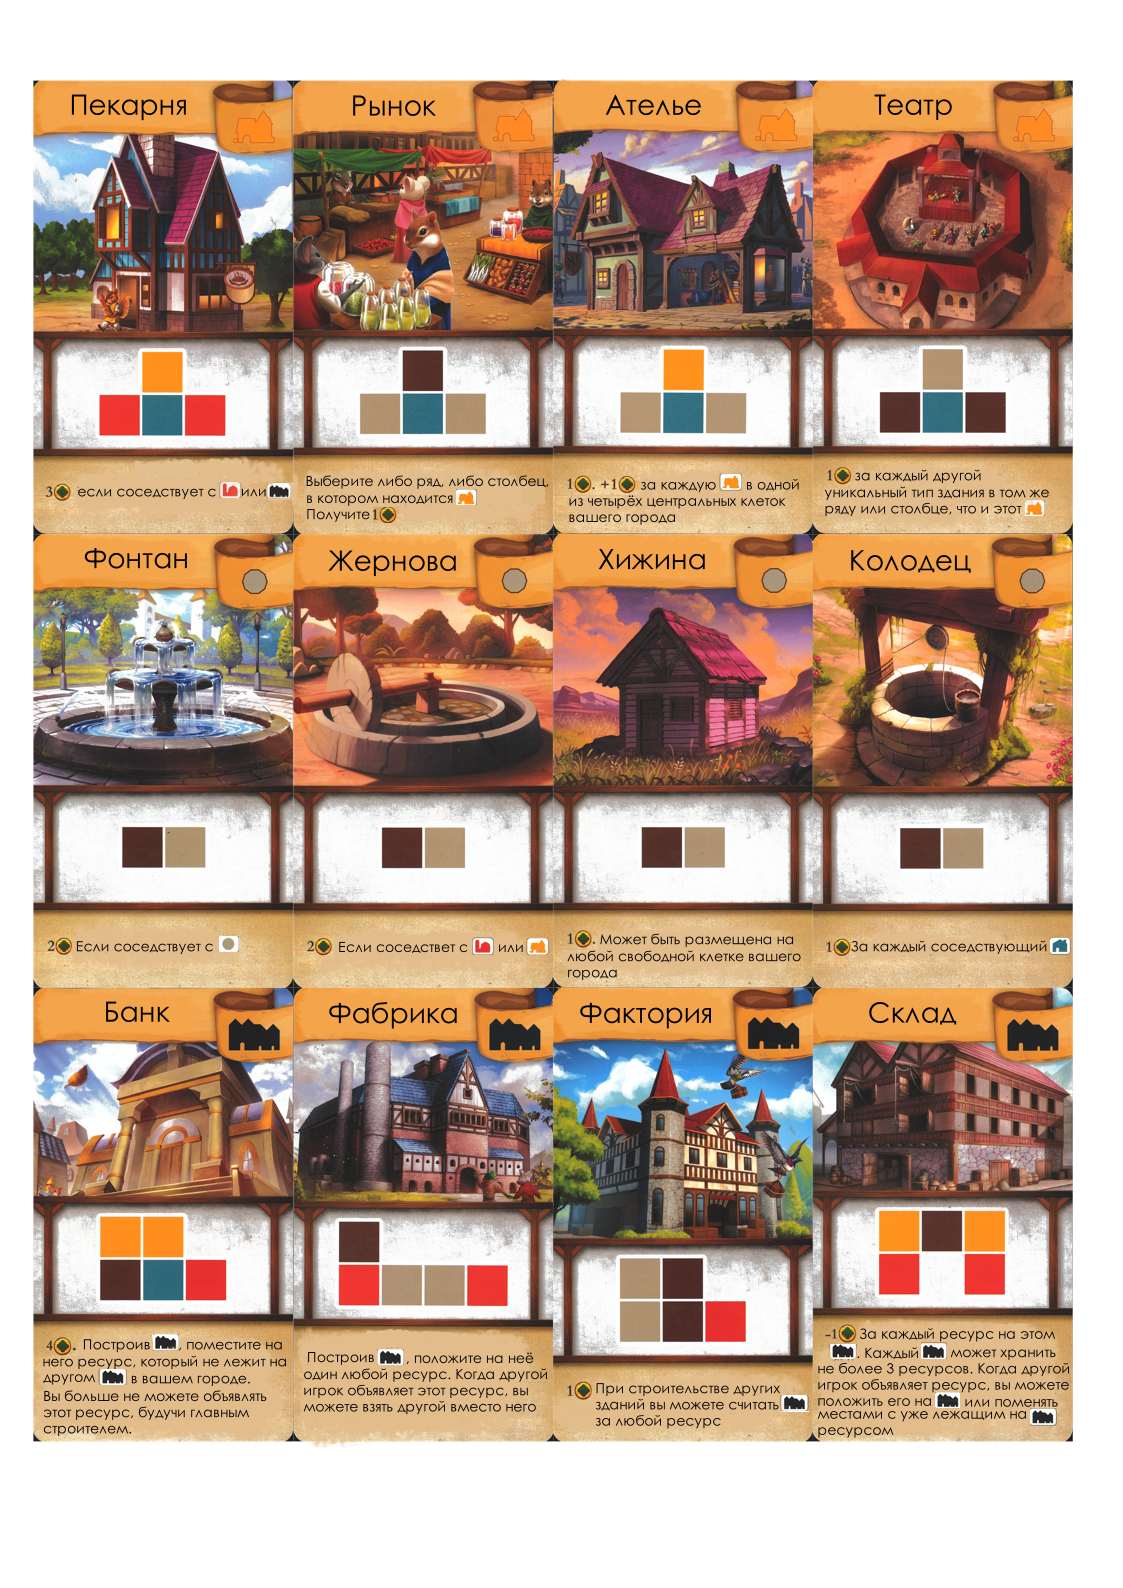 Пекарня
3 если соседствует с или
Рынок
Выберите либо ряд, либо столбец,
в котором находится
Получите 1
Ателье
1. +1 за каждую в одной
из четырёх центральных клеток
вашего города
Театр
1 за каждый другой
уникальный тип здания в том же
ряду или столбце, что и этот
Фонтан
2 Если соседствует с
Жернова
2 Если соседствет с или
Хижина
1. Может быть размещена на
любой свободной клетке вашего
города
Колодец
1 За каждый соседствующий
Банк
4. Построив, поместите на
него ресурс, который не лежит на
другом в вашем городе.
Вы больше не можете объявлять
этот ресурс, будучи главным
строителем.
Фабрика
Построив, положите на неё
один любой ресурс. Когда другой
игрок объявляет этот ресурс, вы
можете взять другой вместо него
Фактория
1 При строительстве других
зданий вы можете считать
за любой ресурс
Склад
-1 За каждый ресурс на этом
. Каждый может хранить
не более 3 ресурсов. Когда другой
игрок объявляет ресурс, вы можете
положить его на или поменять
местами с уже лежащим на
ресурсом